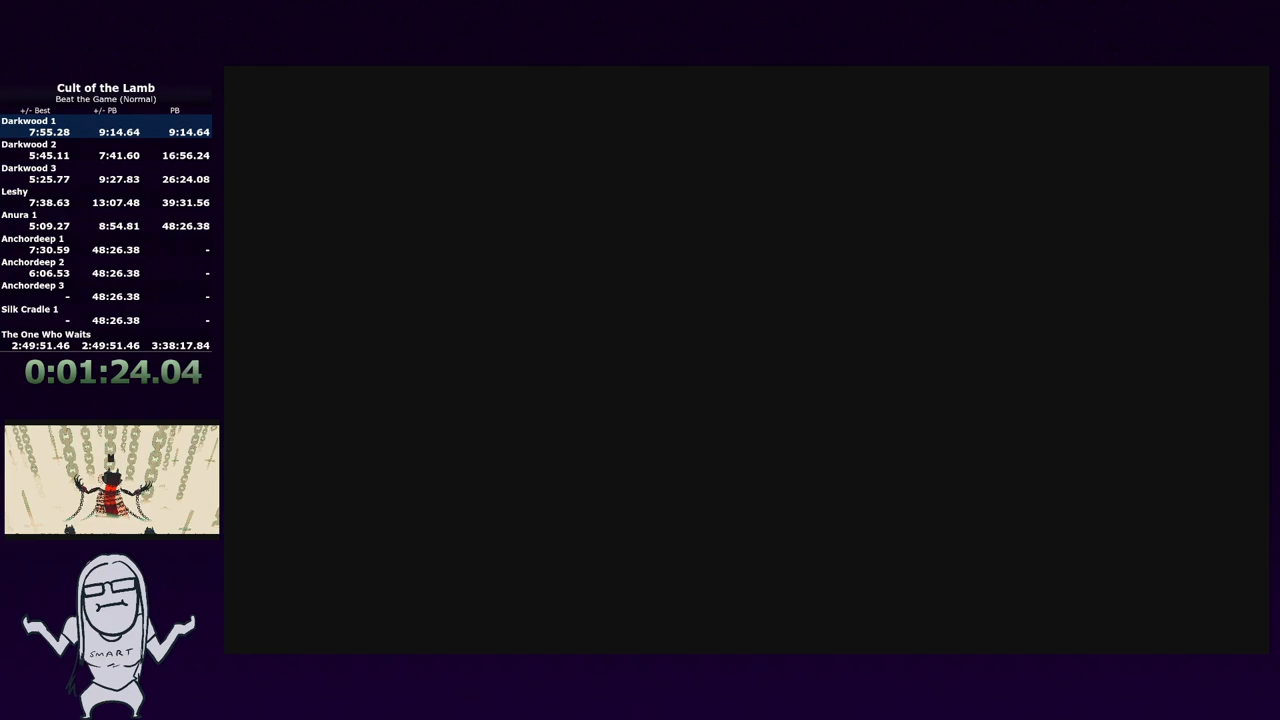 Cult of the Lamb
Beat the Game (Normal)
+/- Best +/- PB PB
Darkwood 1
7:55.28 9:14.64 9:14.64
Darkwood 2
5:45.11 7:41.60 16:56.24
Darkwood 3
5:25.77 9:27.83 26:24.08
Leshy
7:38.63 13:07.48 39:31.56
Anura 1
5:09.27 8:54.81 48:26.38
Anchordeep 1
7:30.59 48:26.38 -
Anchordeep 2
6:06.53 48:26.38 -
Anchordeep 3
- 48:26.38 -
Silk Cradle 1
- 48:26.38 -
The One Who Waits
2:49:51.46 2:49:51.46 3:38:17.84
0:01:24.04
SMART